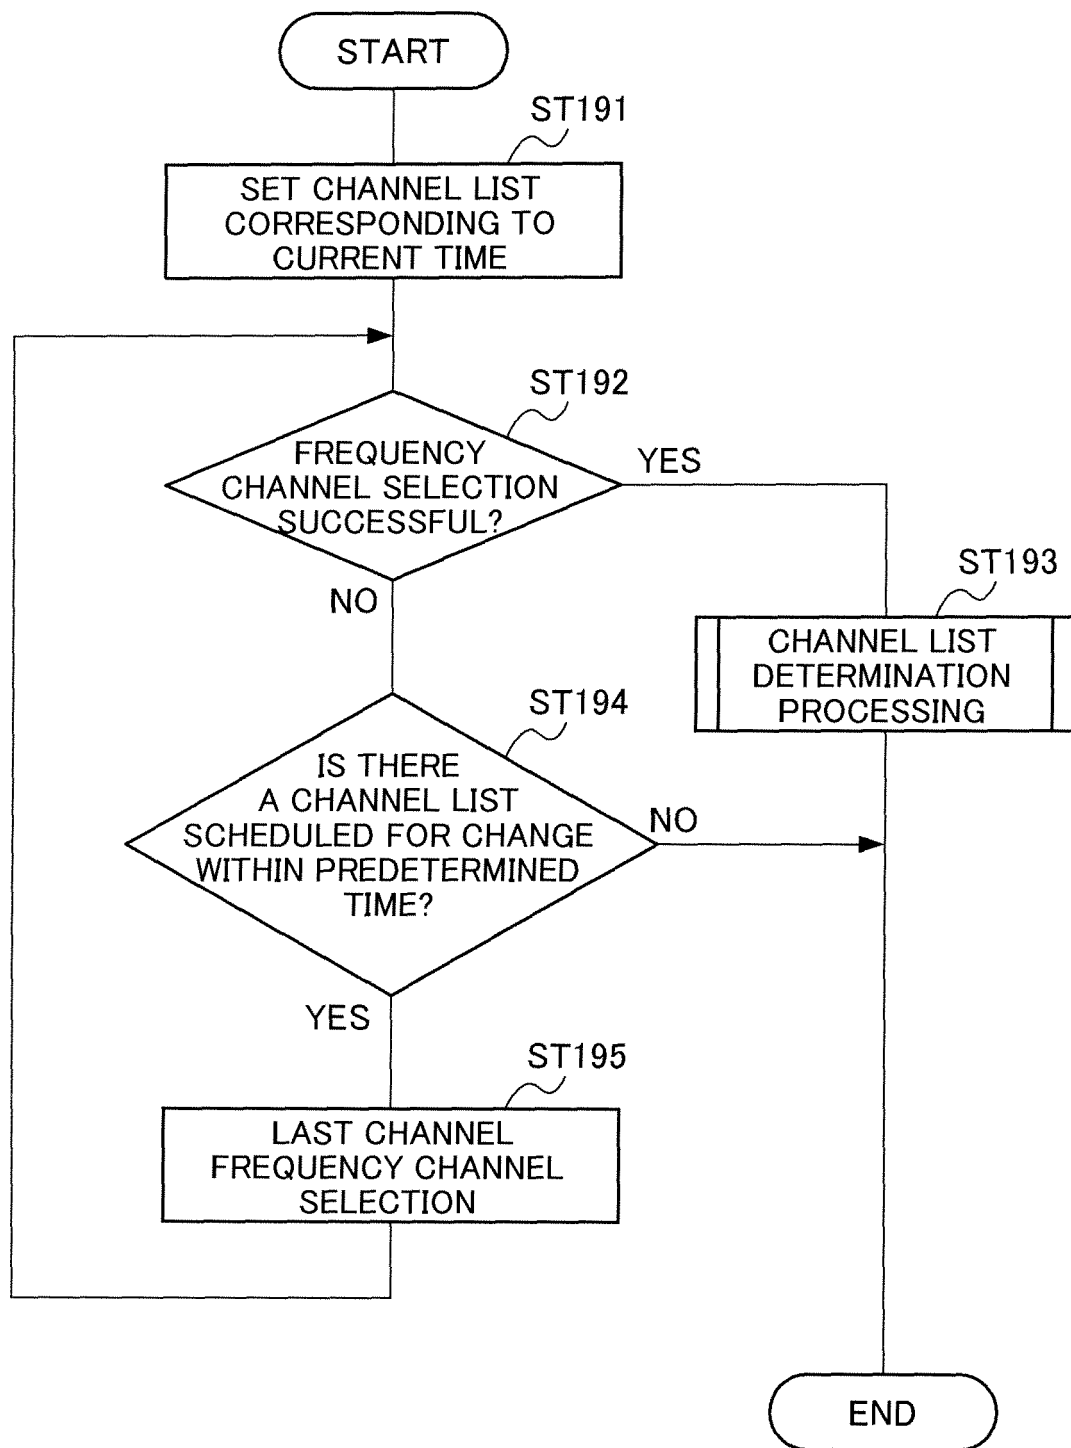 START
ST191
SET CHANNEL LIST
CORRESPONDING TO
CURRENT TIME
ST192
FREQUENCY
CHANNEL SELECTION
SUCCESSFUL?
YES
NO
ST193
CHANNEL LIST
DETERMINATION
PROCESSING
ST194
IS THERE
A CHANNEL LIST
SCHEDULED FOR CHANGE
WITHIN PREDETERMINED
TIME?
NO
YES
ST195
LAST CHANNEL
FREQUENCY CHANNEL
SELECTION
END